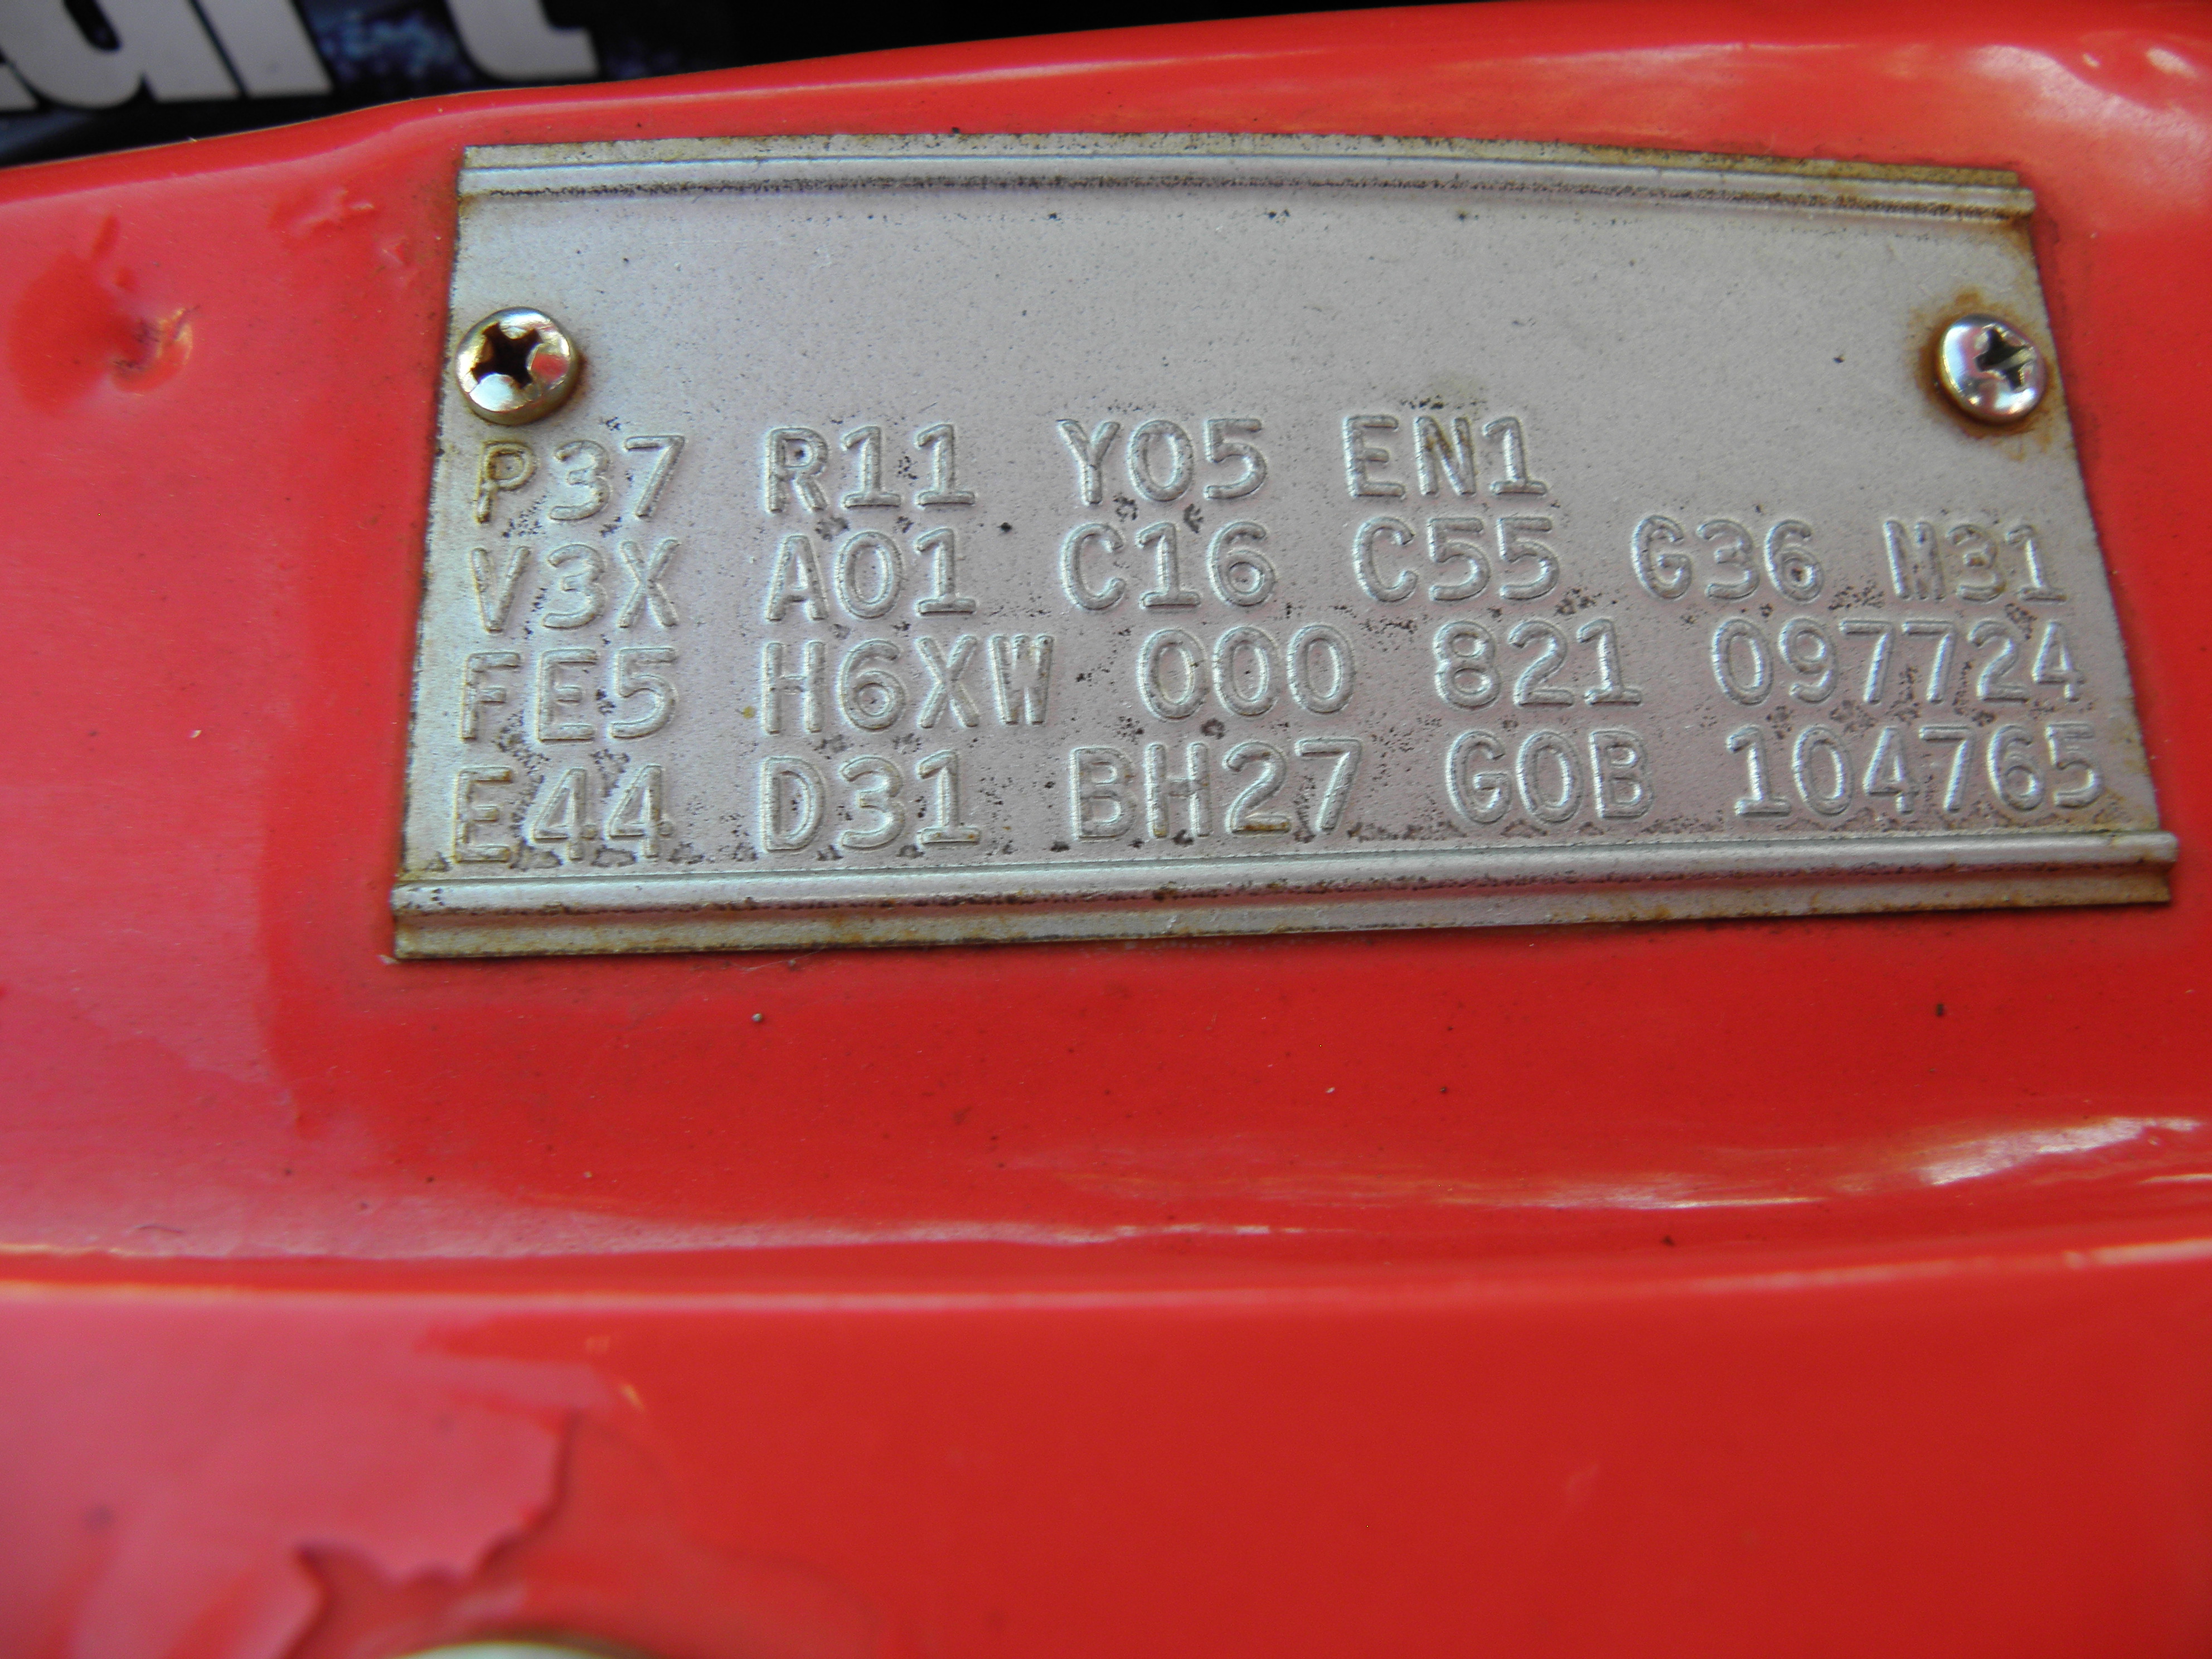 P37 R11 Y05 EN1
V3X A01 C16 C55 G36 M31
FE5 H6XW 000 821 097724
E44 D31 BH27 G0B 104765